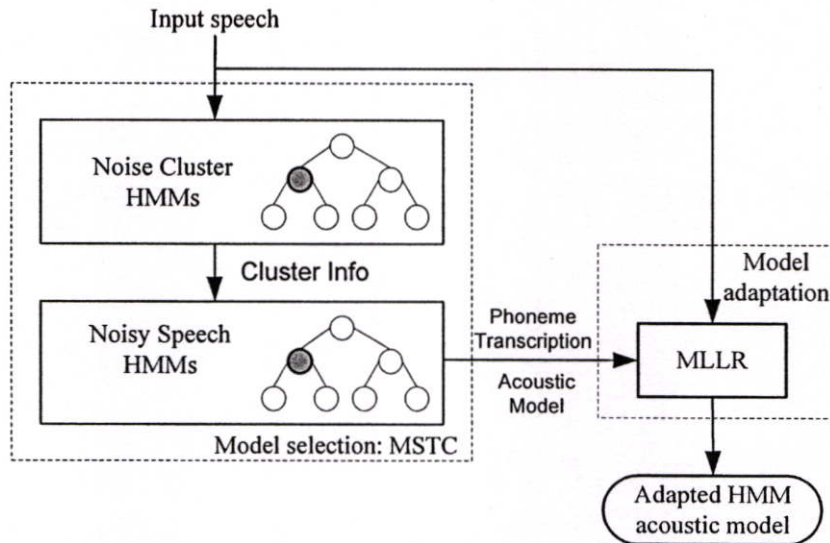 Input speech
Noise Cluster
HMMs
Cluster Info
Noisy Speech
HMMs
Model selection: MSTC
Phoneme
Transcription
Acoustic
Model
Model
adaptation
MLLR
Adapted HMM
acoustic model